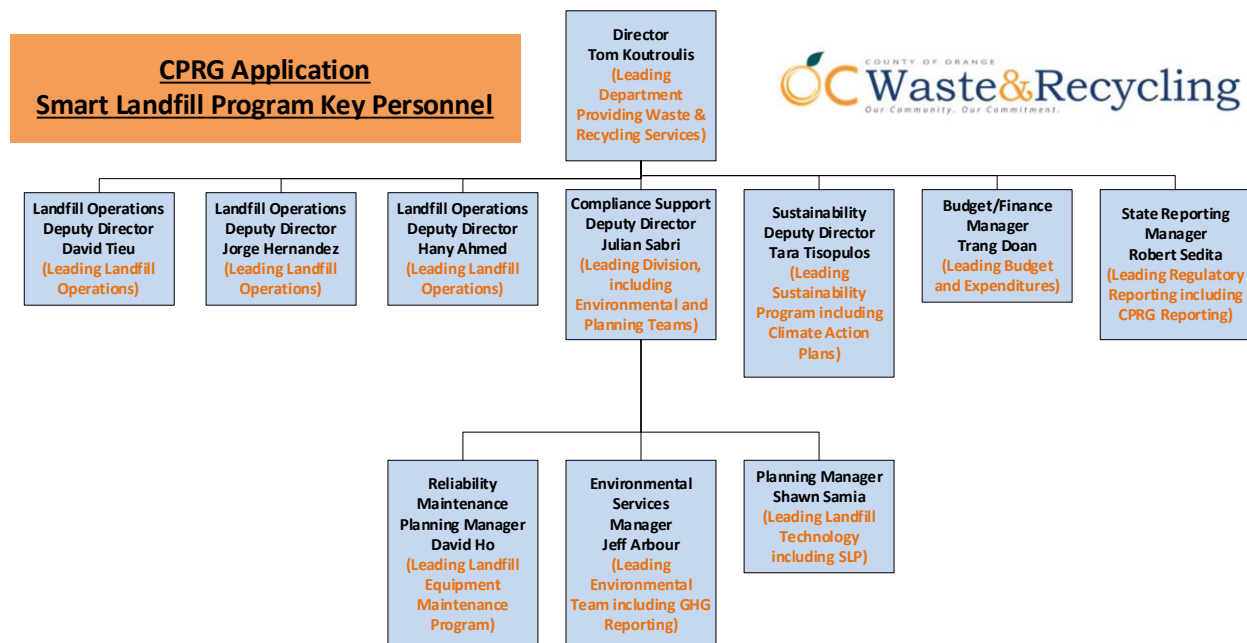 CPRG Application
Smart Landfill Program Key Personnel
Director
Tom Koutroulis
(Leading
Department
Providing Waste &
Recycling Services)
COUNTY OF ORANGE
OC Waste&Recycling
Our Community. Our Commitment.
Landfill Operations
Deputy Director
David Tieu
(Leading Landfill
Operations)
Landfill Operations
Deputy Director
Jorge Hernandez
(Leading Landfill
Operations)
Landfill Operations
Deputy Director
Hany Ahmed
(Leading Landfill
Operations)
Compliance Support
Deputy Director
Julian Sabri
(Leading Division,
including
Environmental and
Planning Teams)
Sustainability
Deputy Director
Tara Tisopulos
(Leading
Sustainability
Program including
Climate Action
Plans)
Budget/Finance
Manager
Trang Doan
(Leading Budget
and Expenditures)
State Reporting
Manager
Robert Sedita
(Leading Regulatory
Reporting including
CPRG Reporting)
Reliability
Maintenance
Planning Manager
David Ho
(Leading Landfill
Equipment
Maintenance
Program)
Environmental
Services
Manager
Jeff Arbour
(Leading
Environmental
Team including GHG
Reporting)
Planning Manager
Shawn Samia
(Leading Landfill
Technology
including SLP)